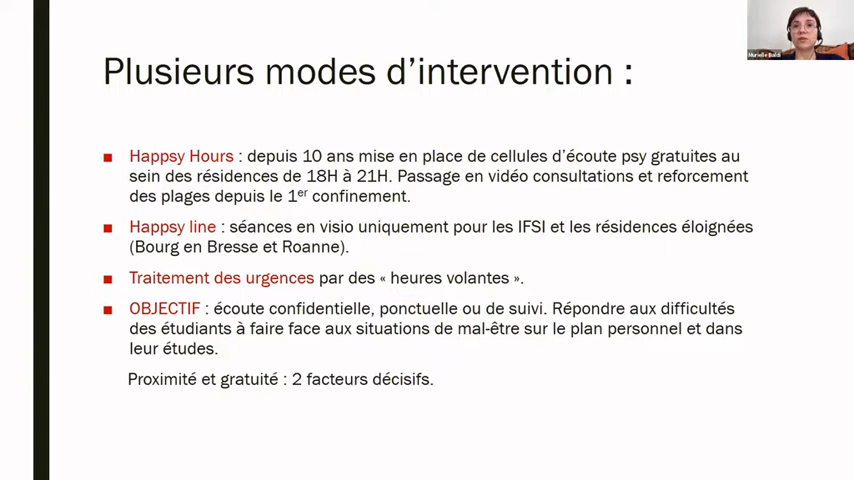 Plusieurs modes d'intervention :
■ Happsy Hours : depuis 10 ans mise en place de cellules d'écoute psy gratuites au
sein des résidences de 18H à 21H. Passage en vidéo consultations et reforcement
des plages depuis le 1er confinement.
■ Happsy line : séances en visio uniquement pour les IFSI et les résidences éloignées
(Bourg en Bresse et Roanne).
■ Traitement des urgences par des « heures volantes ».
■ OBJECTIF : écoute confidentielle, ponctuelle ou de suivi. Répondre aux difficultés
des étudiants à faire face aux situations de mal-être sur le plan personnel et dans
leur études.
Proximité et gratuité : 2 facteurs décisifs.